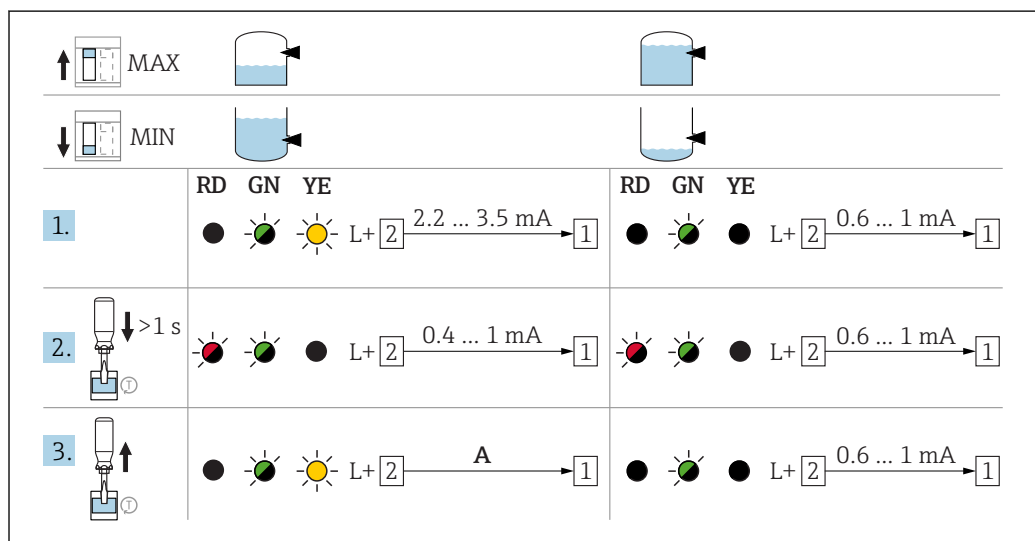 MAX
MIN
RD GN YE RD GN YE
1. L+ 2 2.2 ... 3.5 mA 1 L+ 2 0.6 ... 1 mA 1
2. >1 s T L+ 2 0.4 ... 1 mA 1 L+ 2 0.6 ... 1 mA 1
3. T L+ 2 A 1 L+ 2 0.6 ... 1 mA 1